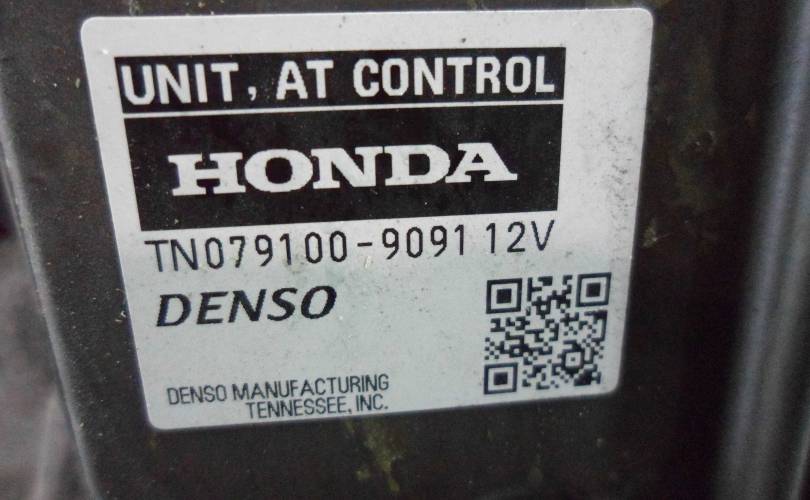 UNIT, AT CONTROL
HONDA
TN079100-9091 12V
DENSO
DENSO MANUFACTURING
TENNESSEE, INC.